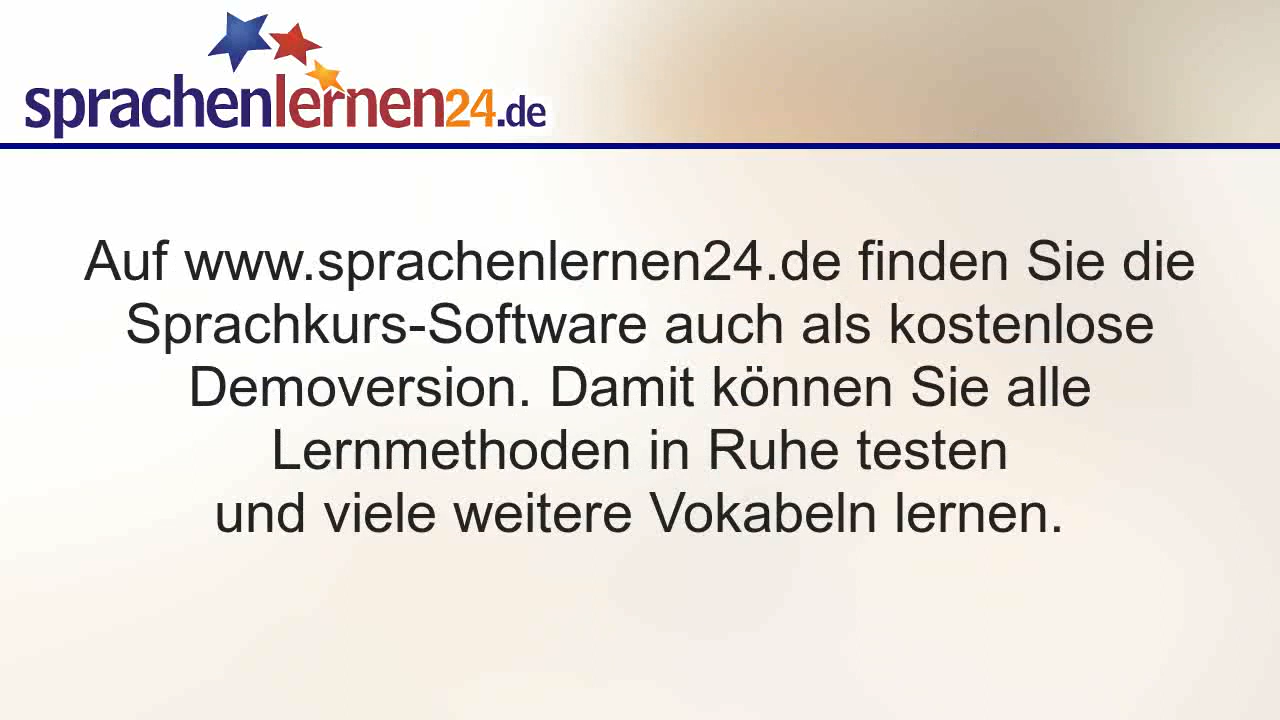 sprachenlernen24.de
Auf www.sprachenlernen24.de finden Sie die
Sprachkurs-Software auch als kostenlose
Demoversion. Damit können Sie alle
Lernmethoden in Ruhe testen
und viele weitere Vokabeln lernen.